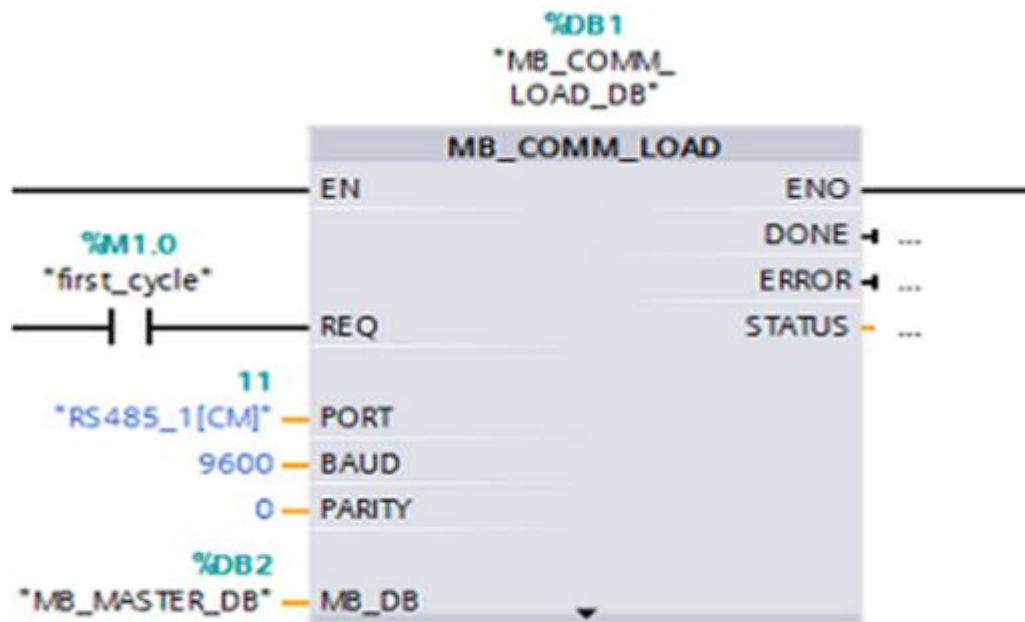 %DB1
"MB_COMM_
LOAD_DB"
MB_COMM_LOAD
EN ENO
DONE ...
%M1.0
"first_cycle"
ERROR ...
REQ STATUS ...
11
"RS485_1[CM]" PORT
9600 BAUD
0 PARITY
%DB2
"MB_MASTER_DB" MB_DB